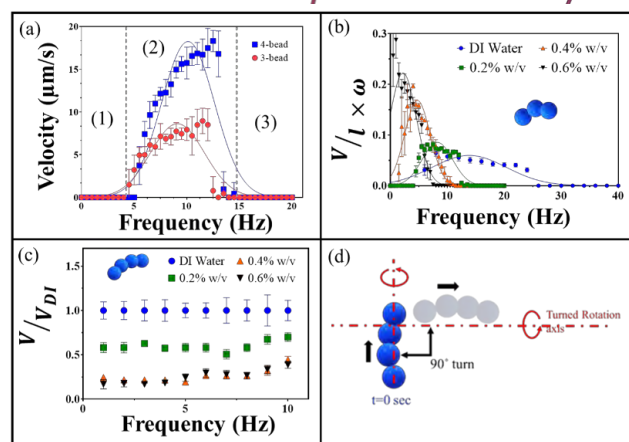 (a)
(2)
4-bead
3-bead
(1)
(3)
Velocity (μm/s)
20
15
10
5
0
0
5
10
15
20
Frequency (Hz)
(b)
DI Water
0.4% w/v
0.2% w/v
0.6% w/v
V/l × ω
0.3
0.2
0.1
0.0
0
10
20
30
40
Frequency (Hz)
(c)
DI Water
0.4% w/v
0.2% w/v
0.6% w/v
V/V_DI
1.5
1.0
0.5
0.0
0
5
10
Frequency (Hz)
(d)
Turned Rotation
axis
90° turn
t=0 sec